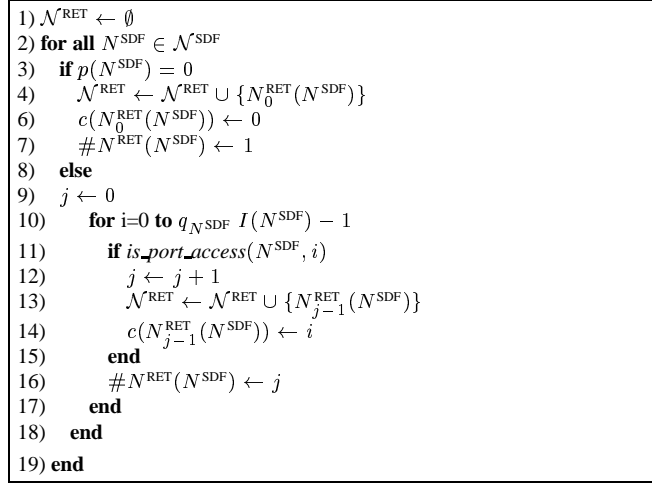 1) 𝒩^RET ← ∅
2) for all N^SDF ∈ 𝒩^SDF
3) if p(N^SDF) = 0
4) 𝒩^RET ← 𝒩^RET ∪ {N_0^RET(N^SDF)}
6) c(N_0^RET(N^SDF)) ← 0
7) #N^RET(N^SDF) ← 1
8) else
9) j ← 0
10) for i=0 to q_{N^SDF} I(N^SDF) − 1
11) if is_port_access(N^SDF, i)
12) j ← j + 1
13) 𝒩^RET ← 𝒩^RET ∪ {N_{j−1}^RET(N^SDF)}
14) c(N_{j−1}^RET(N^SDF)) ← i
15) end
16) #N^RET(N^SDF) ← j
17) end
18) end
19) end